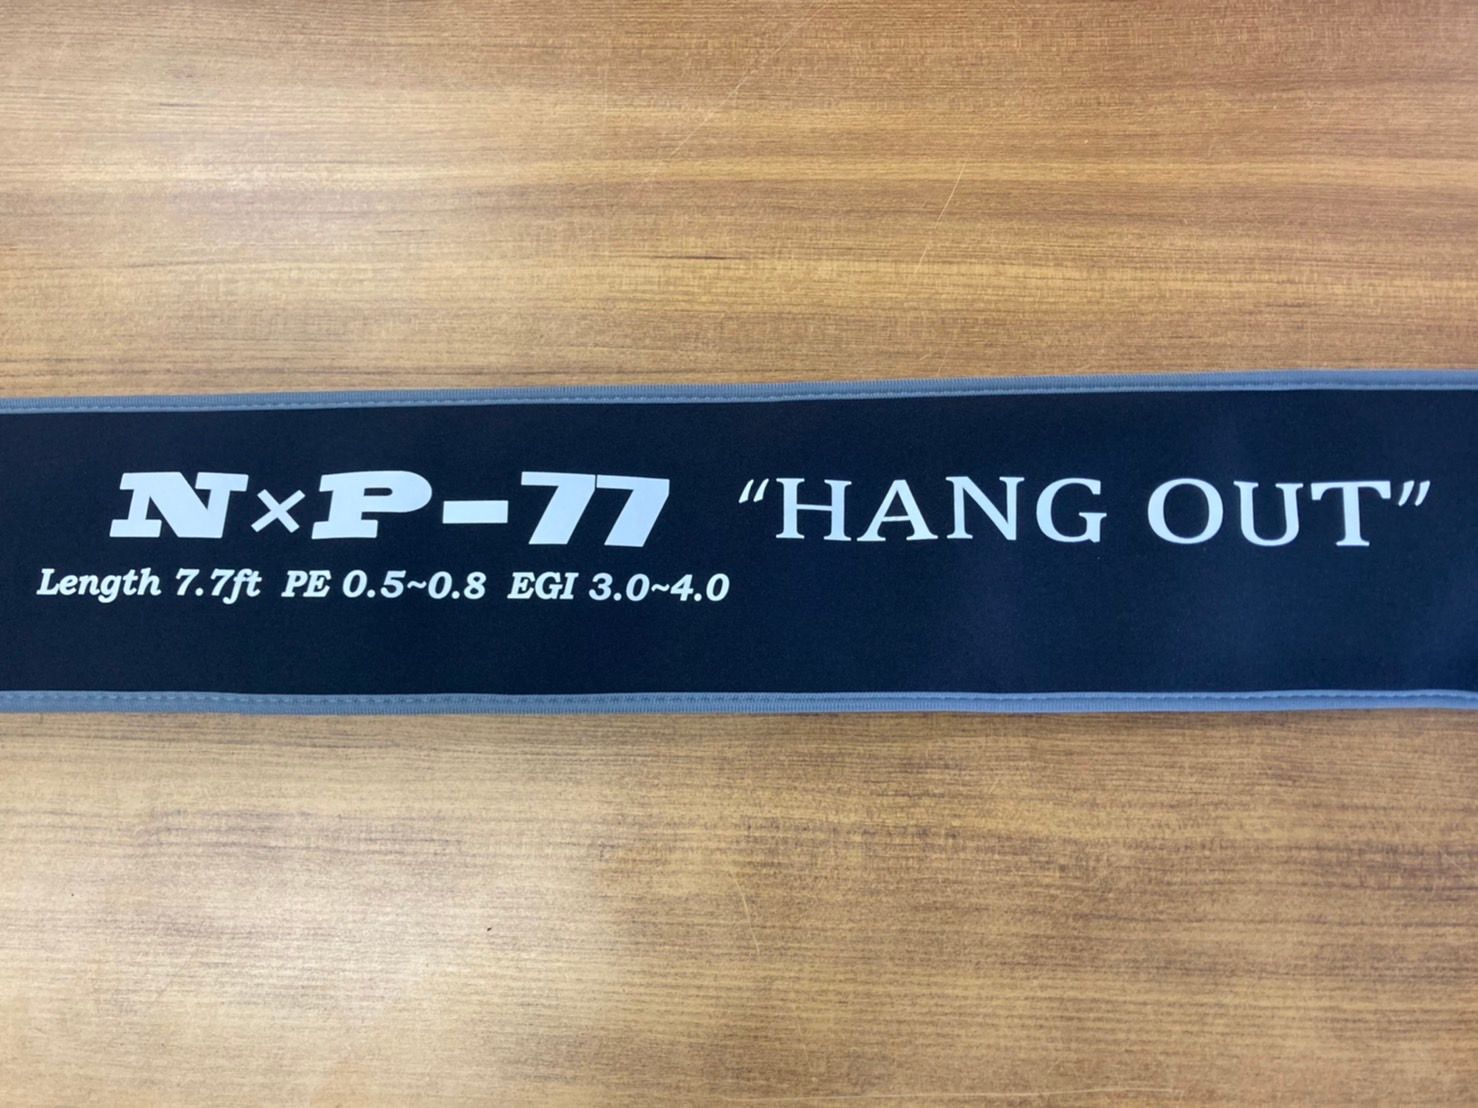 N×P-77 “HANG OUT”
Length 7.7ft PE 0.5~0.8 EGI 3.0~4.0